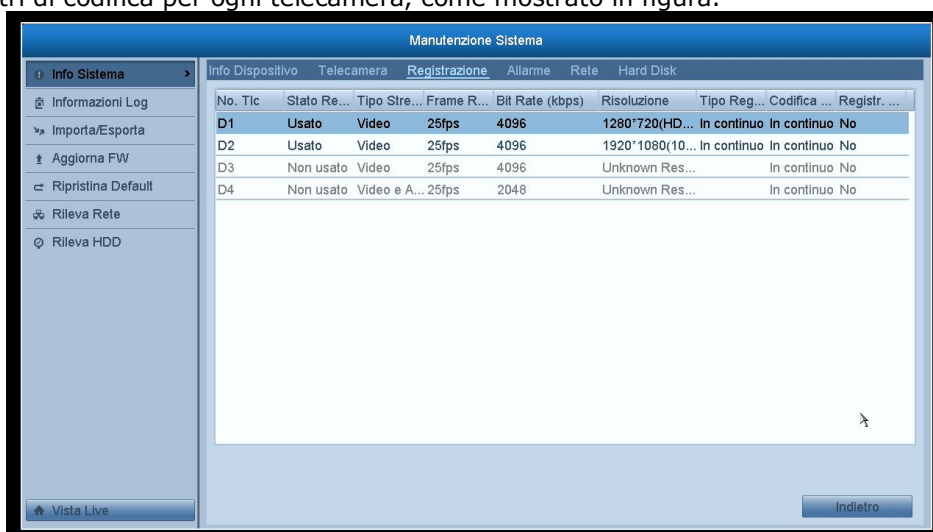 tri di codifica per ogni telecamera, come mostrato in figura.
Manutenzione Sistema
Info Sistema
Informazioni Log
Importa/Esporta
Aggiorna FW
Ripristina Default
Rileva Rete
Rileva HDD
Vista Live
Info Dispositivo Telecamera Registrazione Allarme Rete Hard Disk
No. Tlc Stato Re... Tipo Stre... Frame R... Bit Rate (kbps) Risoluzione Tipo Reg... Codifica ... Registr. ...
D1 Usato Video 25fps 4096 1280*720(HD... In continuo In continuo No
D2 Usato Video 25fps 4096 1920*1080(10... In continuo In continuo No
D3 Non usato Video 25fps 4096 Unknown Res... In continuo No
D4 Non usato Video e A... 25fps 2048 Unknown Res... In continuo No
Indietro